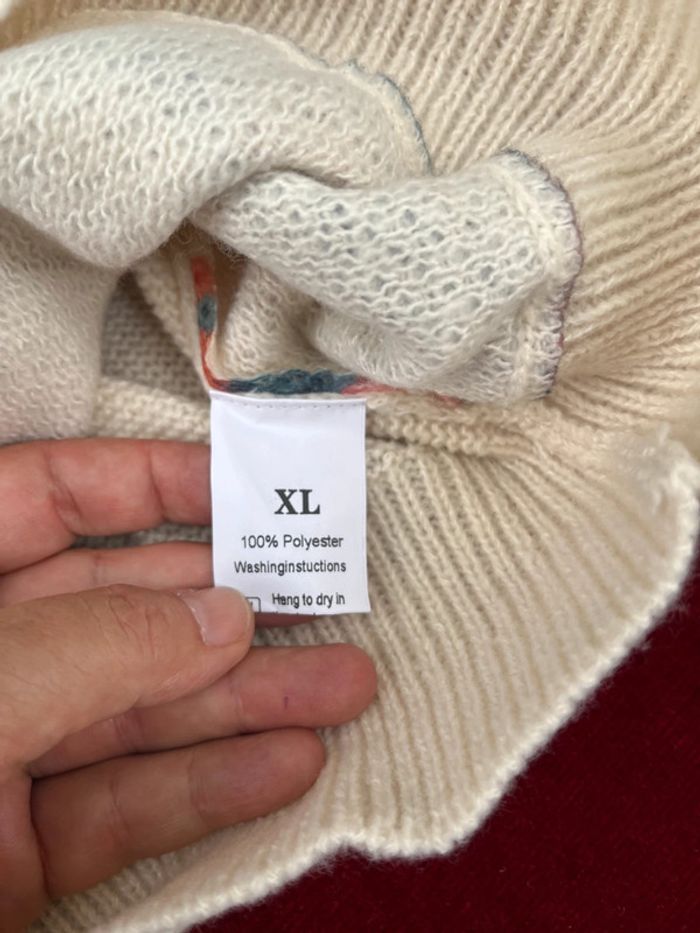 XL
100% Polyester
Washinginstuctions
Hang to dry in